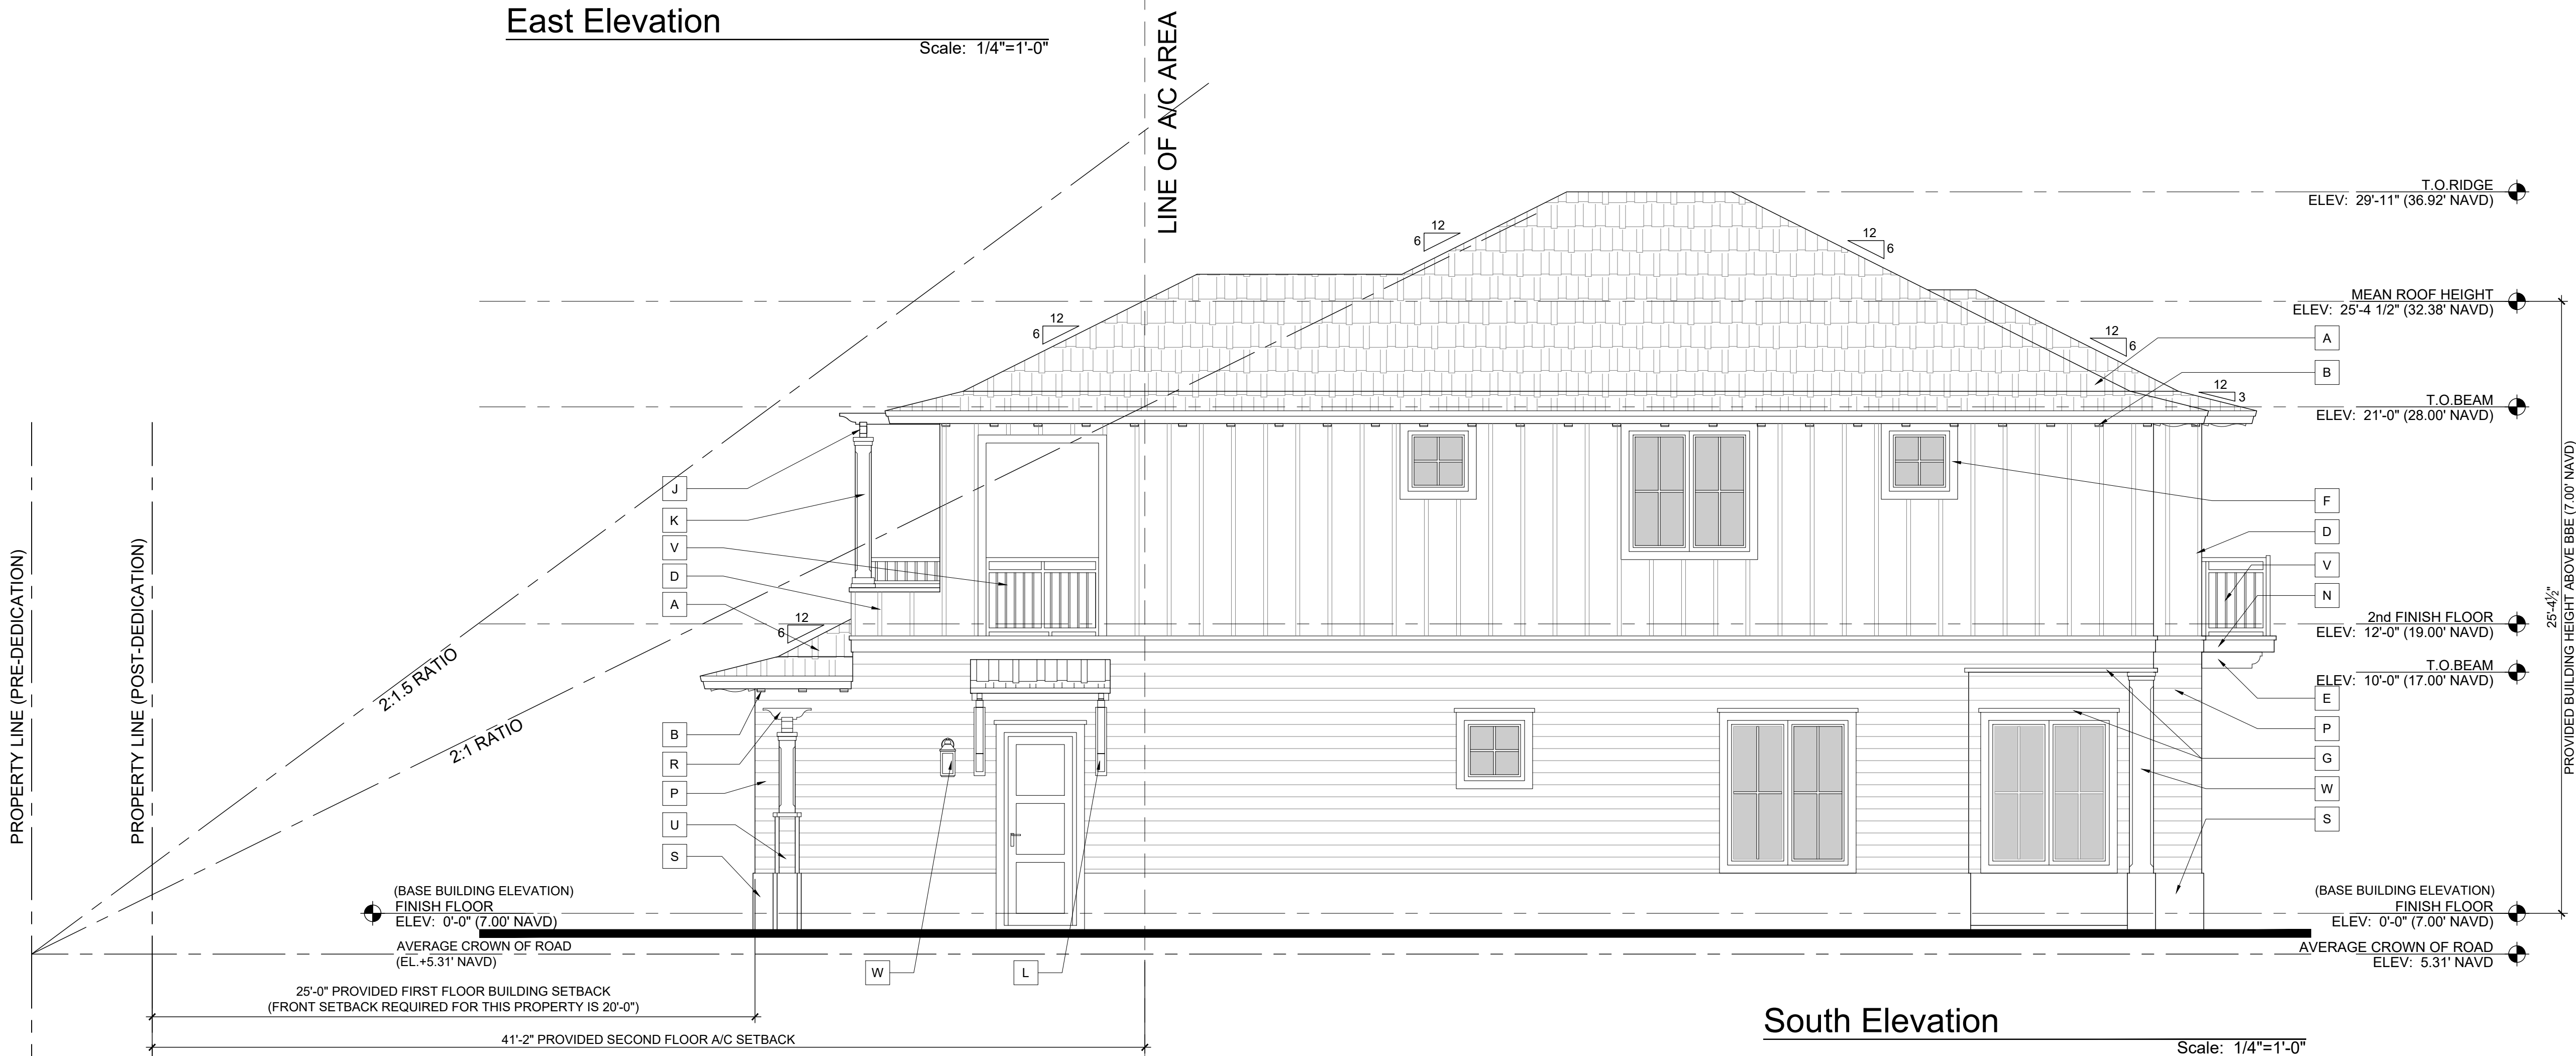 East Elevation
Scale: 1/4"=1'-0"
LINE OF A/C AREA
T.O.RIDGE
ELEV: 29'-11" (36.92' NAVD)
12
6
12
6
MEAN ROOF HEIGHT
ELEV: 25'-4 1/2" (32.38' NAVD)
12
6
12
6
A
B
12
3
T.O.BEAM
ELEV: 21'-0" (28.00' NAVD)
J
K
V
D
A
F
D
V
N
12
6
2nd FINISH FLOOR
ELEV: 12'-0" (19.00' NAVD)
T.O.BEAM
ELEV: 10'-0" (17.00' NAVD)
25'-4½"
PROVIDED BUILDING HEIGHT ABOVE BBE (7.00' NAVD)
PROPERTY LINE (PRE-DEDICATION)
PROPERTY LINE (POST-DEDICATION)
2:1.5 RATIO
2:1 RATIO
B
R
P
U
S
E
P
G
W
S
(BASE BUILDING ELEVATION)
FINISH FLOOR
ELEV: 0'-0" (7.00' NAVD)
(BASE BUILDING ELEVATION)
FINISH FLOOR
ELEV: 0'-0" (7.00' NAVD)
AVERAGE CROWN OF ROAD
(EL.+5.31' NAVD)
AVERAGE CROWN OF ROAD
ELEV: 5.31' NAVD
W
L
25'-0" PROVIDED FIRST FLOOR BUILDING SETBACK
(FRONT SETBACK REQUIRED FOR THIS PROPERTY IS 20'-0")
41'-2" PROVIDED SECOND FLOOR A/C SETBACK
South Elevation
Scale: 1/4"=1'-0"